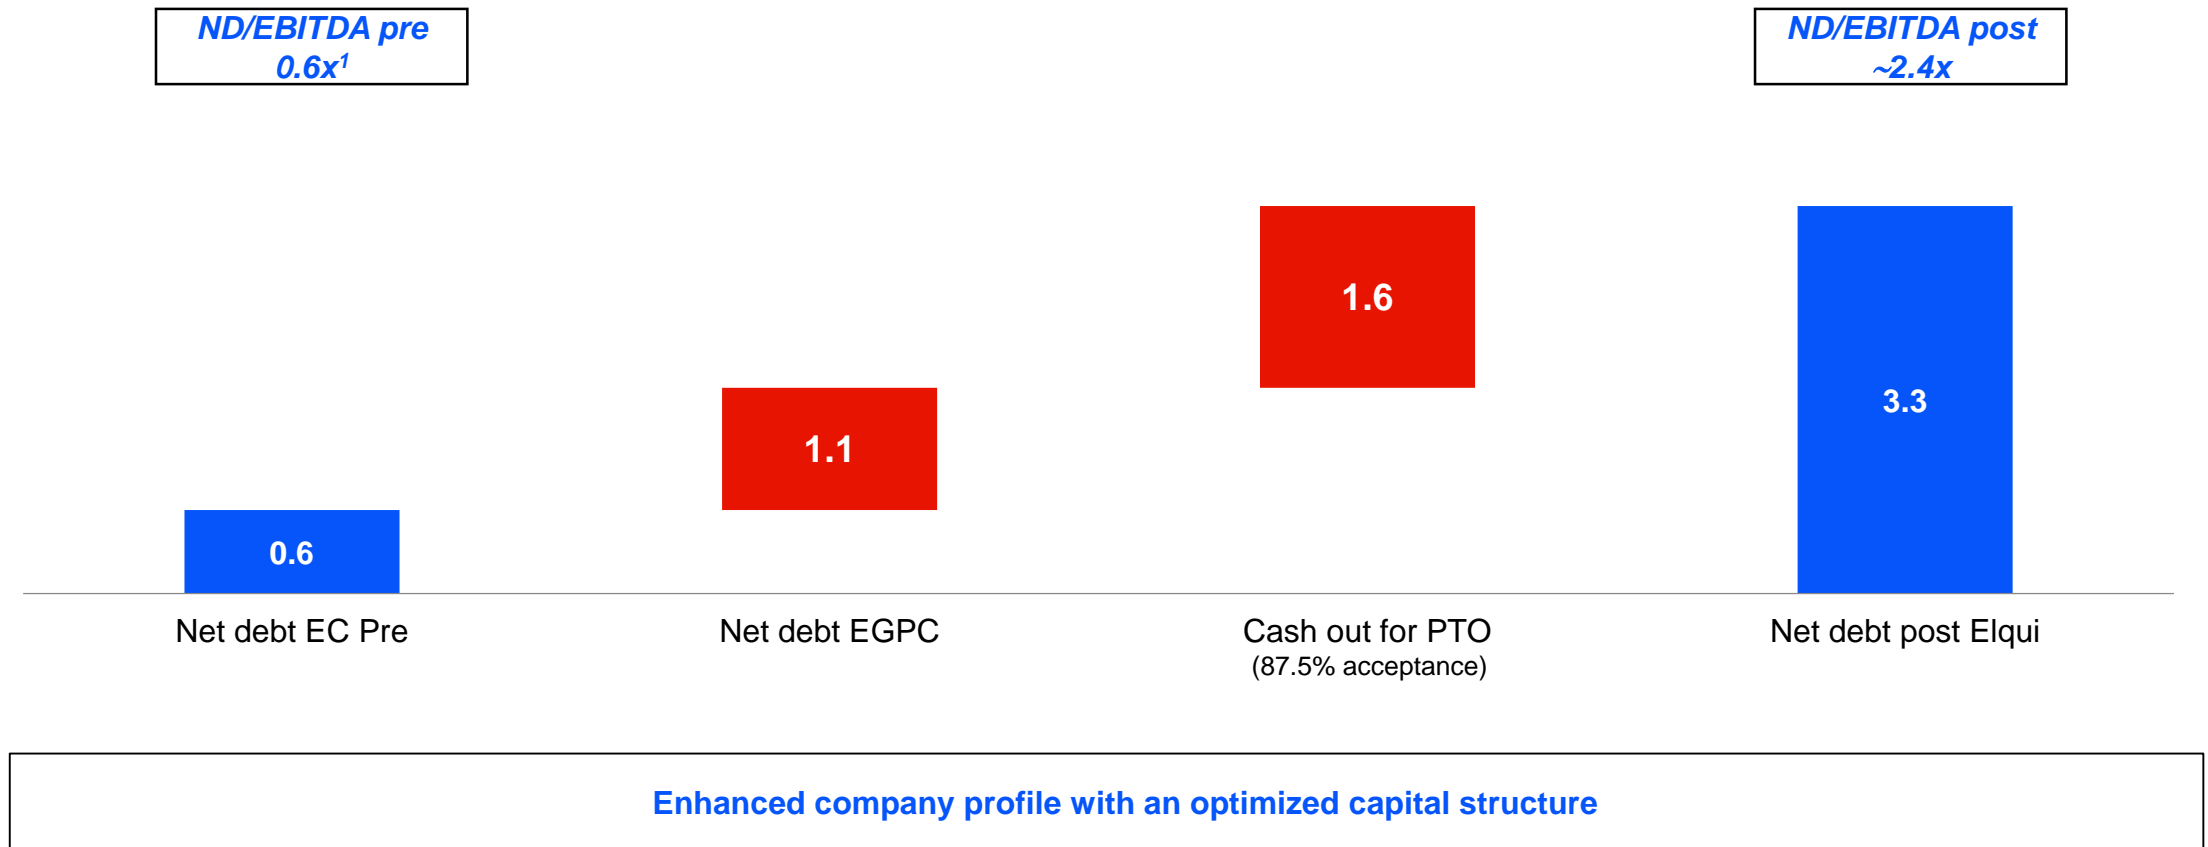 ND/EBITDA pre
0.6x¹
ND/EBITDA post
~2.4x
1.6
3.3
1.1
0.6
Net debt EC Pre
Net debt EGPC
Cash out for PTO
(87.5% acceptance)
Net debt post Elqui
Enhanced company profile with an optimized capital structure